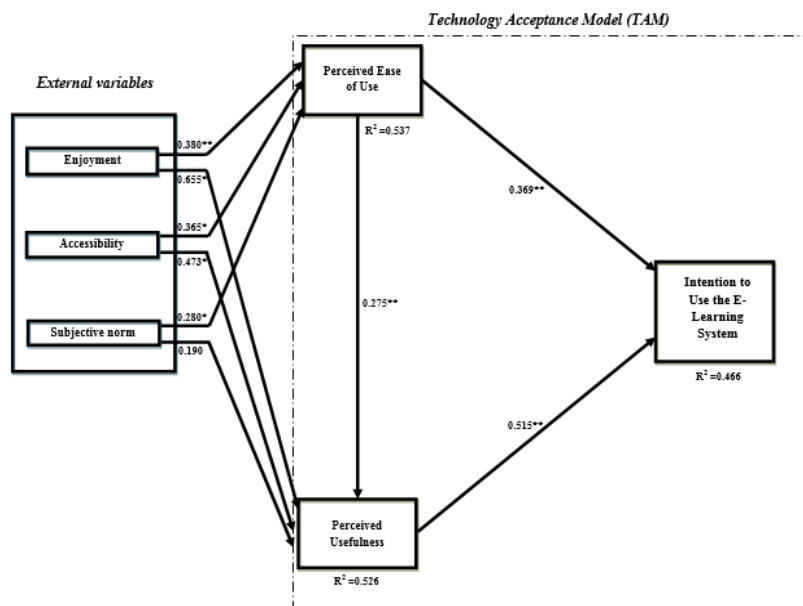 Technology Acceptance Model (TAM)
External variables
Perceived Ease
of Use
R² =0.537
0.380**
Enjoyment
0.655*
0.365*
Accessibility
0.473*
0.280*
Subjective norm
0.190
0.369**
0.275**
Intention to
Use the E-
Learning
System
R² =0.466
0.515**
Perceived
Usefulness
R² =0.526